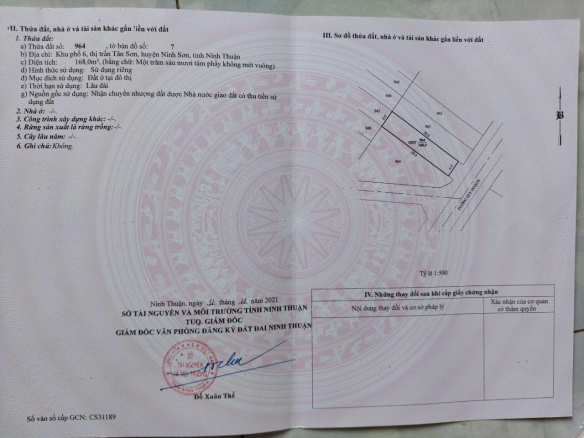 II. Thửa đất, nhà ở và tài sản khác gắn liền với đất
1. Thửa đất:
a) Thửa đất số: 964, tờ bản đồ số: 7
b) Địa chỉ: Khu phố 6, thị trấn Tân Sơn, huyện Ninh Sơn, tỉnh Ninh Thuận
c) Diện tích: 168,0m², (bằng chữ: Một trăm sáu mươi tám phẩy không mét vuông)
d) Hình thức sử dụng: Sử dụng riêng
đ) Mục đích sử dụng: Đất ở tại đô thị
e) Thời hạn sử dụng: Lâu dài
g) Nguồn gốc sử dụng: Nhận chuyển nhượng đất được Nhà nước giao đất có thu tiền sử
dụng đất
2. Nhà ở: -/-
3. Công trình xây dựng khác: -/-
4. Rừng sản xuất là rừng trồng: -/-
5. Cây lâu năm: -/-
6. Ghi chú: Không.
Ninh Thuận, ngày tháng năm 2021
SỞ TÀI NGUYÊN VÀ MÔI TRƯỜNG TỈNH NINH THUẬN
TUQ. GIÁM ĐỐC
GIÁM ĐỐC VĂN PHÒNG ĐĂNG KÝ ĐẤT ĐAI NINH THUẬN
SỞ
TÀI NGUYÊN
Đỗ Xuân Thể
Số vào sổ cấp GCN: CS31189
III. Sơ đồ thửa đất, nhà ở và tài sản khác gắn liền với đất
B
964
168,0
Tỷ lệ 1:500
IV. Những thay đổi sau khi cấp giấy chứng nhận
Nội dung thay đổi và cơ sở pháp lý
Xác nhận của cơ quan
có thẩm quyền